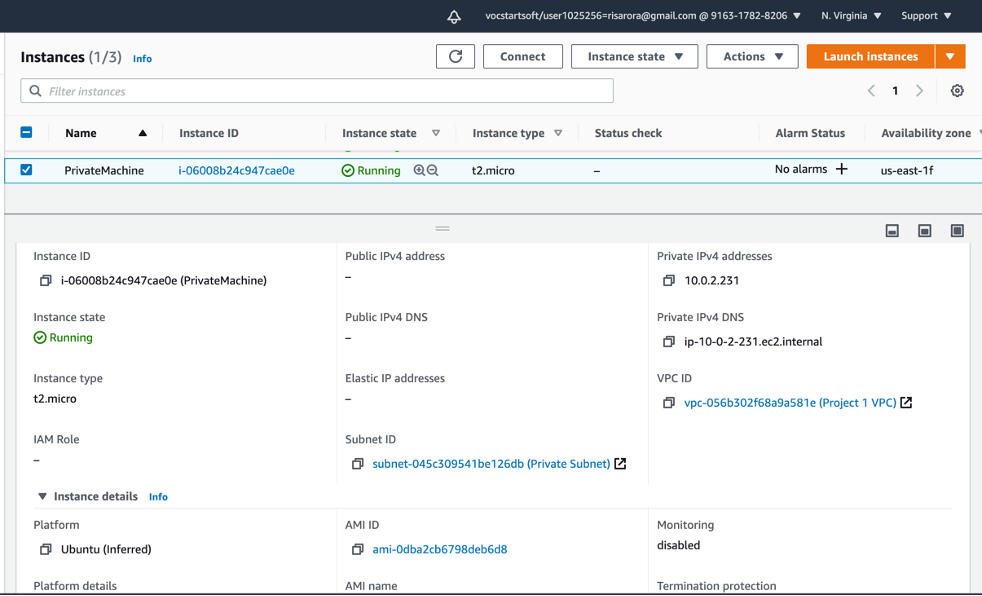 vocstartsoft/user1025256=risarora@gmail.com @ 9163-1782-8206 N. Virginia Support
Instances (1/3) Info Connect Instance state Actions Launch instances
Filter instances 1
Name Instance ID Instance state Instance type Status check Alarm Status Availability zone
PrivateMachine i-06008b24c947cae0e Running t2.micro – No alarms + us-east-1f
Instance ID Public IPv4 address Private IPv4 addresses
i-06008b24c947cae0e (PrivateMachine) – 10.0.2.231
Instance state Public IPv4 DNS Private IPv4 DNS
Running – ip-10-0-2-231.ec2.internal
Instance type Elastic IP addresses VPC ID
t2.micro – vpc-056b302f68a9a581e (Project 1 VPC)
IAM Role Subnet ID
– subnet-045c309541be126db (Private Subnet)
Instance details Info
Platform AMI ID Monitoring
Ubuntu (Inferred) ami-0dba2cb6798deb6d8 disabled
Platform details AMI name Termination protection